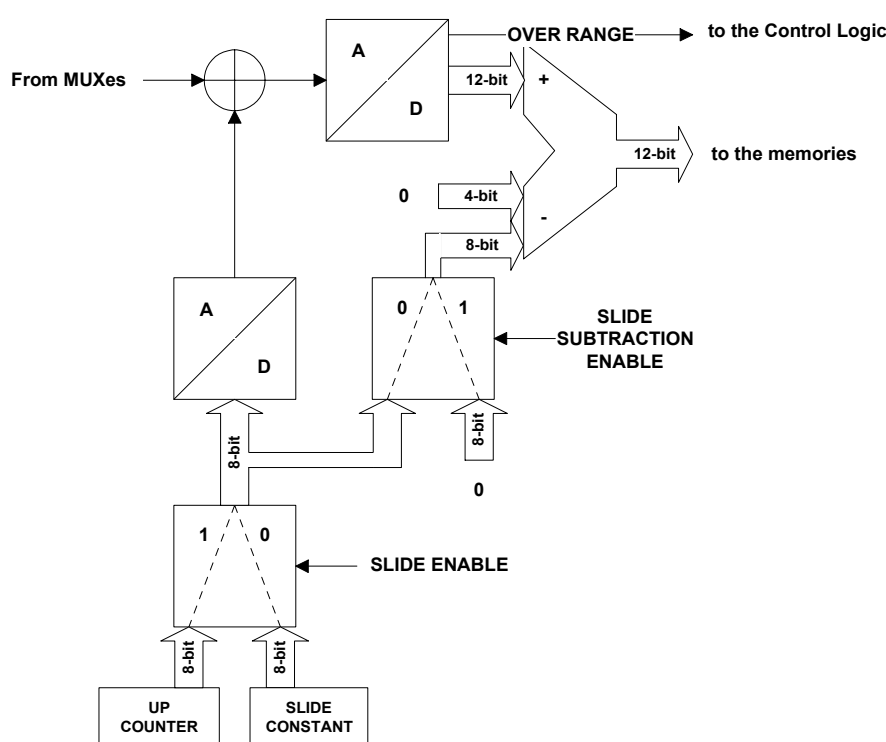 OVER RANGE
to the Control Logic
A
D
From MUXes
12-bit
+
12-bit
to the memories
0
4-bit
-
8-bit
A
D
0
1
SLIDE
SUBTRACTION
ENABLE
8-bit
8-bit
0
1
0
SLIDE ENABLE
8-bit
8-bit
UP
COUNTER
SLIDE
CONSTANT